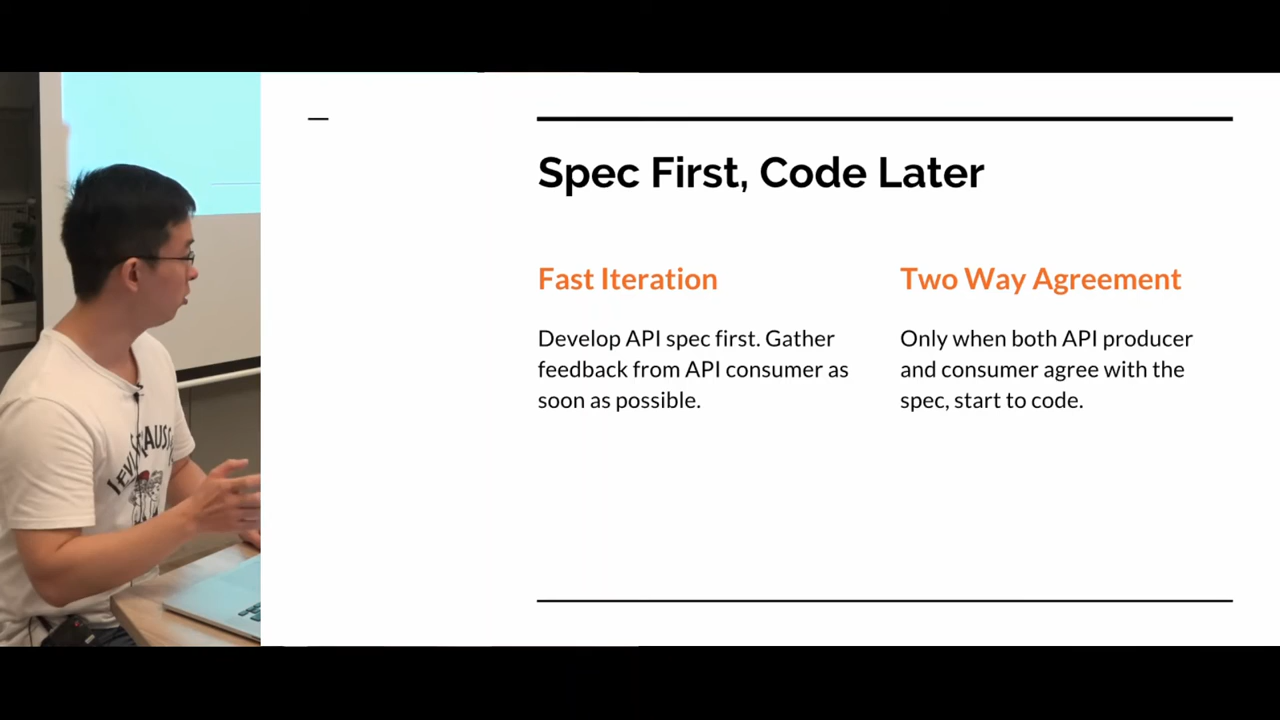 Spec First, Code Later
Fast Iteration
Develop API spec first. Gather
feedback from API consumer as
soon as possible.
Two Way Agreement
Only when both API producer
and consumer agree with the
spec, start to code.